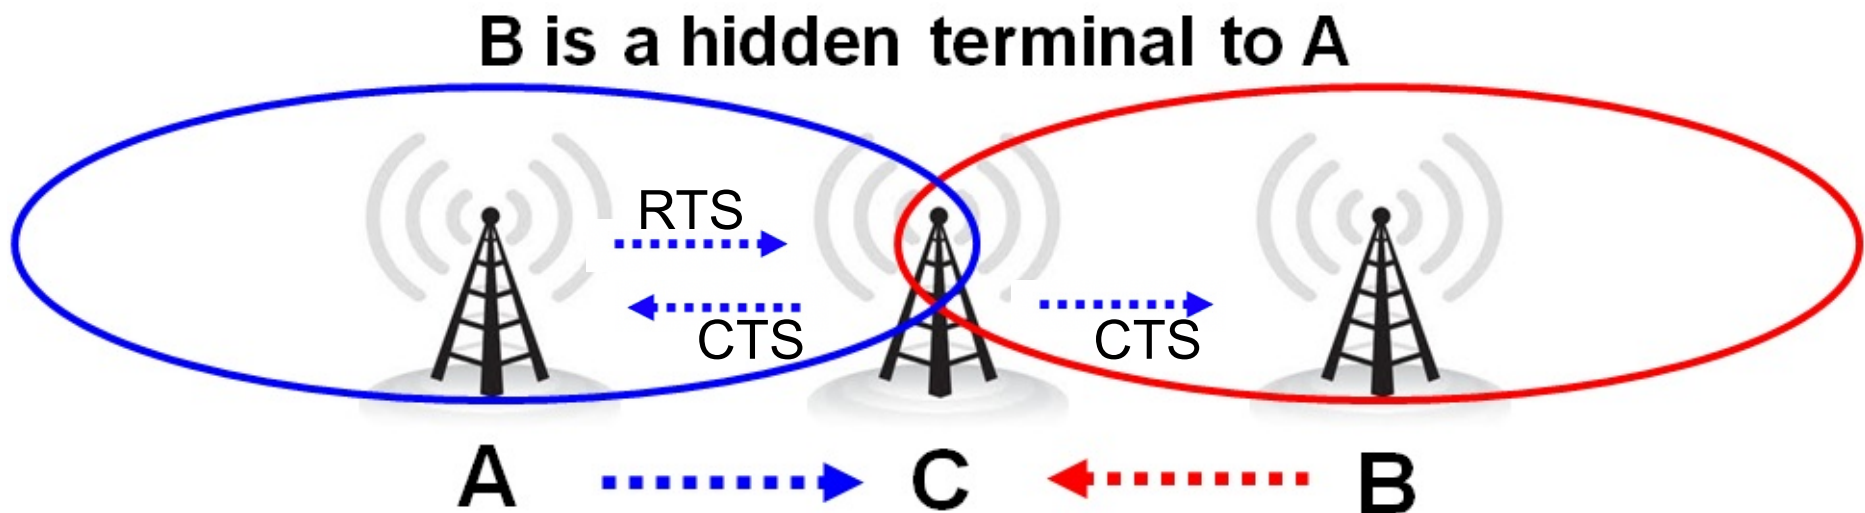 B is a hidden terminal to A
RTS
CTS
CTS
A
C
B